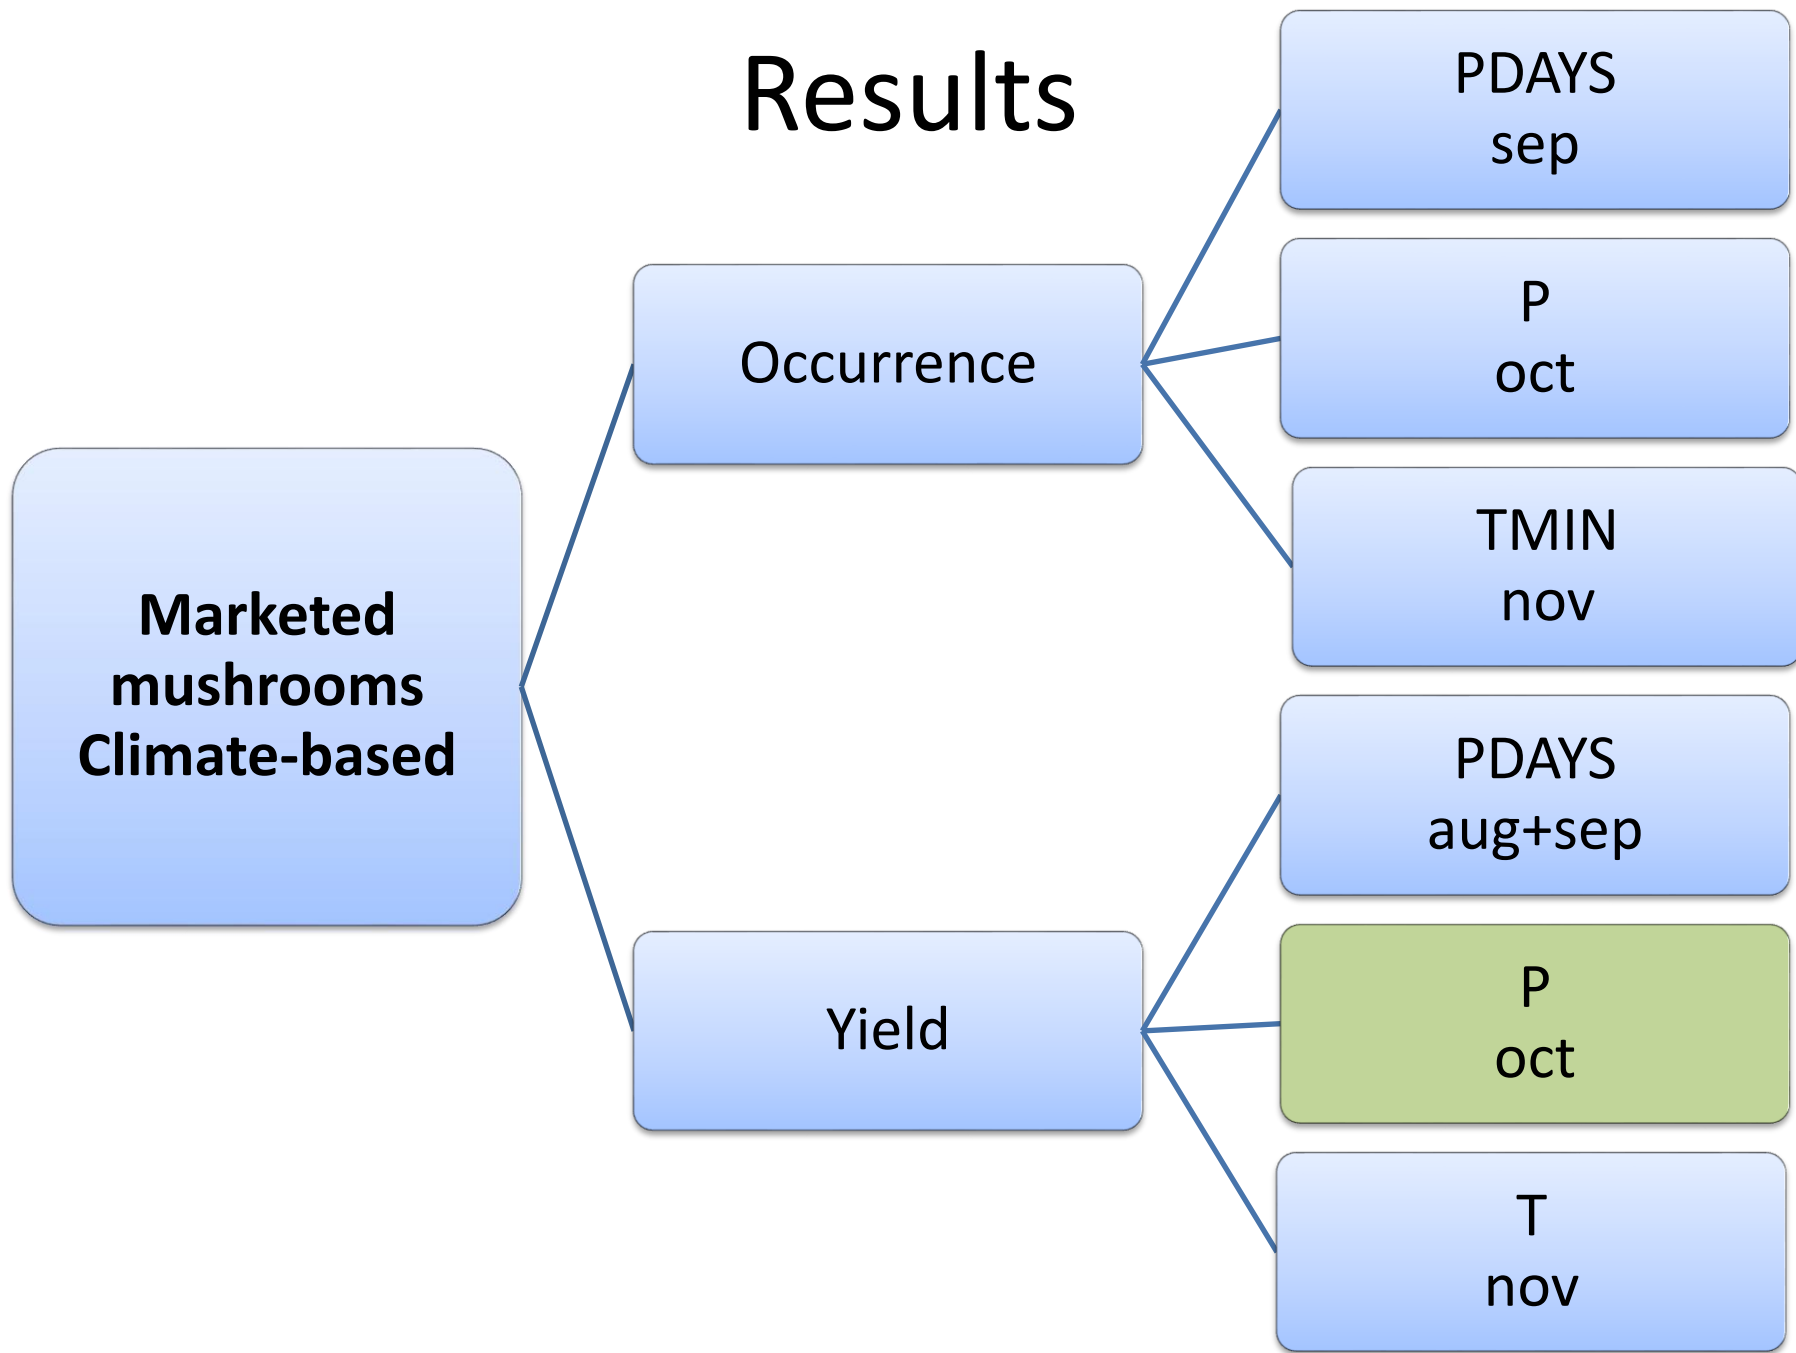 Results
Marketed
mushrooms
Climate-based
Occurrence
PDAYS
sep
P
oct
TMIN
nov
Yield
PDAYS
aug+sep
P
oct
T
nov